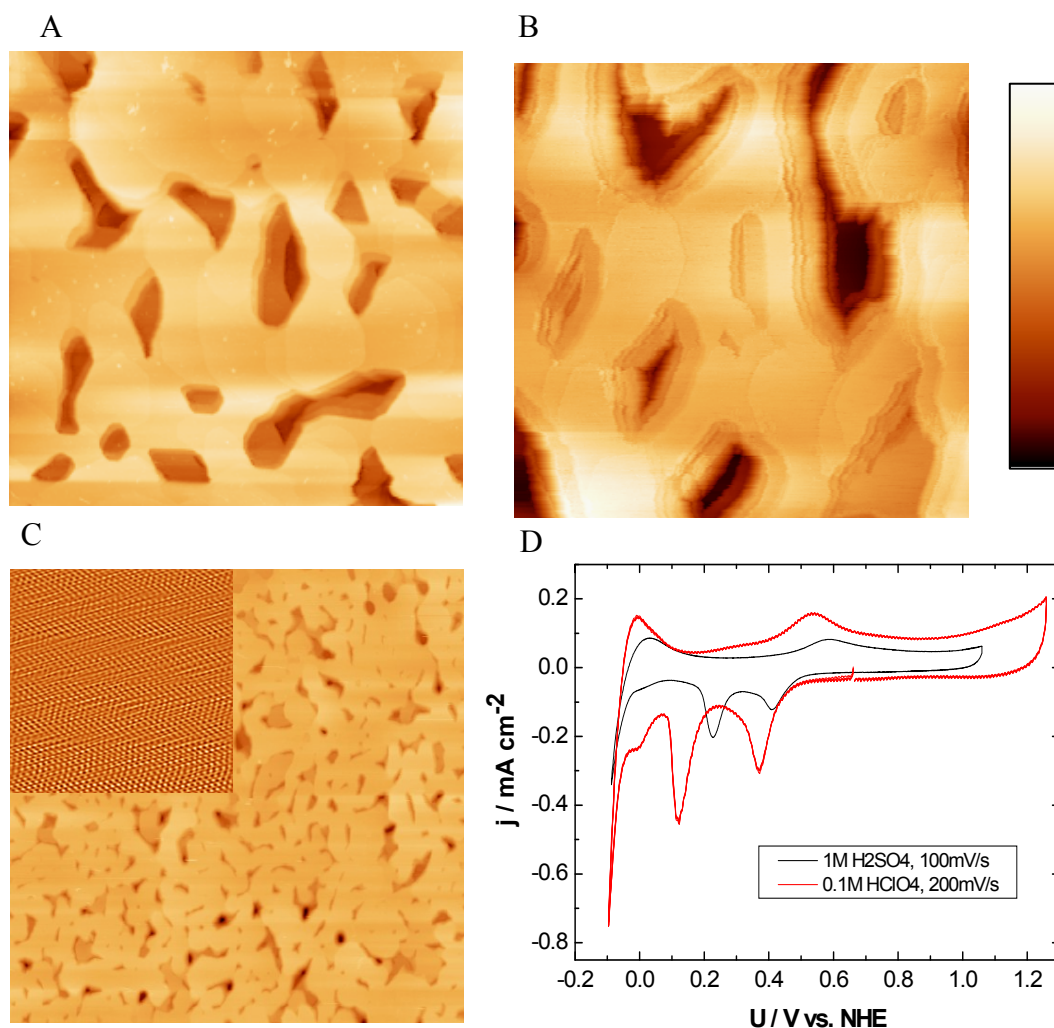 A
B
C
D
0.2
0.0
-0.2
-0.4
-0.6
-0.8
j / mA cm-2
1M H2SO4, 100mV/s
0.1M HClO4, 200mV/s
-0.2 0.0 0.2 0.4 0.6 0.8 1.0 1.2
U / V vs. NHE